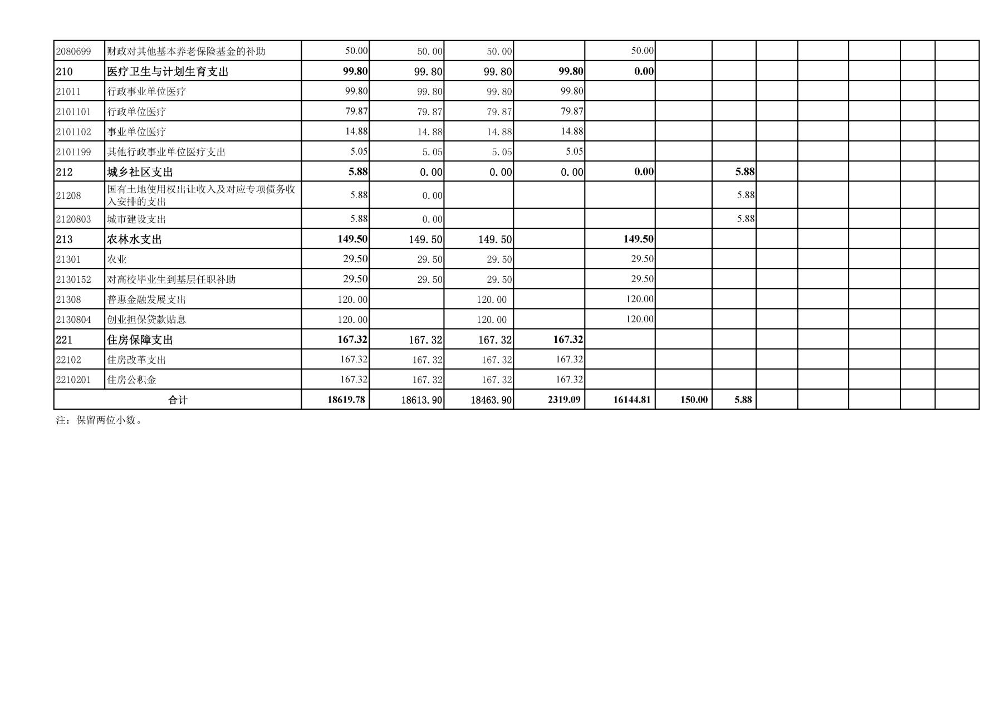 2080699 财政对其他基本养老保险基金的补助 50.00 50.00 50.00 50.00
210 医疗卫生与计划生育支出 99.80 99.80 99.80 99.80 0.00
21011 行政事业单位医疗 99.80 99.80 99.80 99.80
2101101 行政单位医疗 79.87 79.87 79.87 79.87
2101102 事业单位医疗 14.88 14.88 14.88 14.88
2101199 其他行政事业单位医疗支出 5.05 5.05 5.05 5.05
212 城乡社区支出 5.88 0.00 0.00 0.00 0.00 5.88
21208 国有土地使用权出让收入及对应专项债务收
入安排的支出 5.88 0.00 5.88
2120803 城市建设支出 5.88 0.00 5.88
213 农林水支出 149.50 149.50 149.50 149.50
21301 农业 29.50 29.50 29.50 29.50
2130152 对高校毕业生到基层任职补助 29.50 29.50 29.50 29.50
21308 普惠金融发展支出 120.00 120.00 120.00
2130804 创业担保贷款贴息 120.00 120.00 120.00
221 住房保障支出 167.32 167.32 167.32 167.32
22102 住房改革支出 167.32 167.32 167.32 167.32
2210201 住房公积金 167.32 167.32 167.32 167.32
合计 18619.78 18613.90 18463.90 2319.09 16144.81 150.00 5.88
注：保留两位小数。